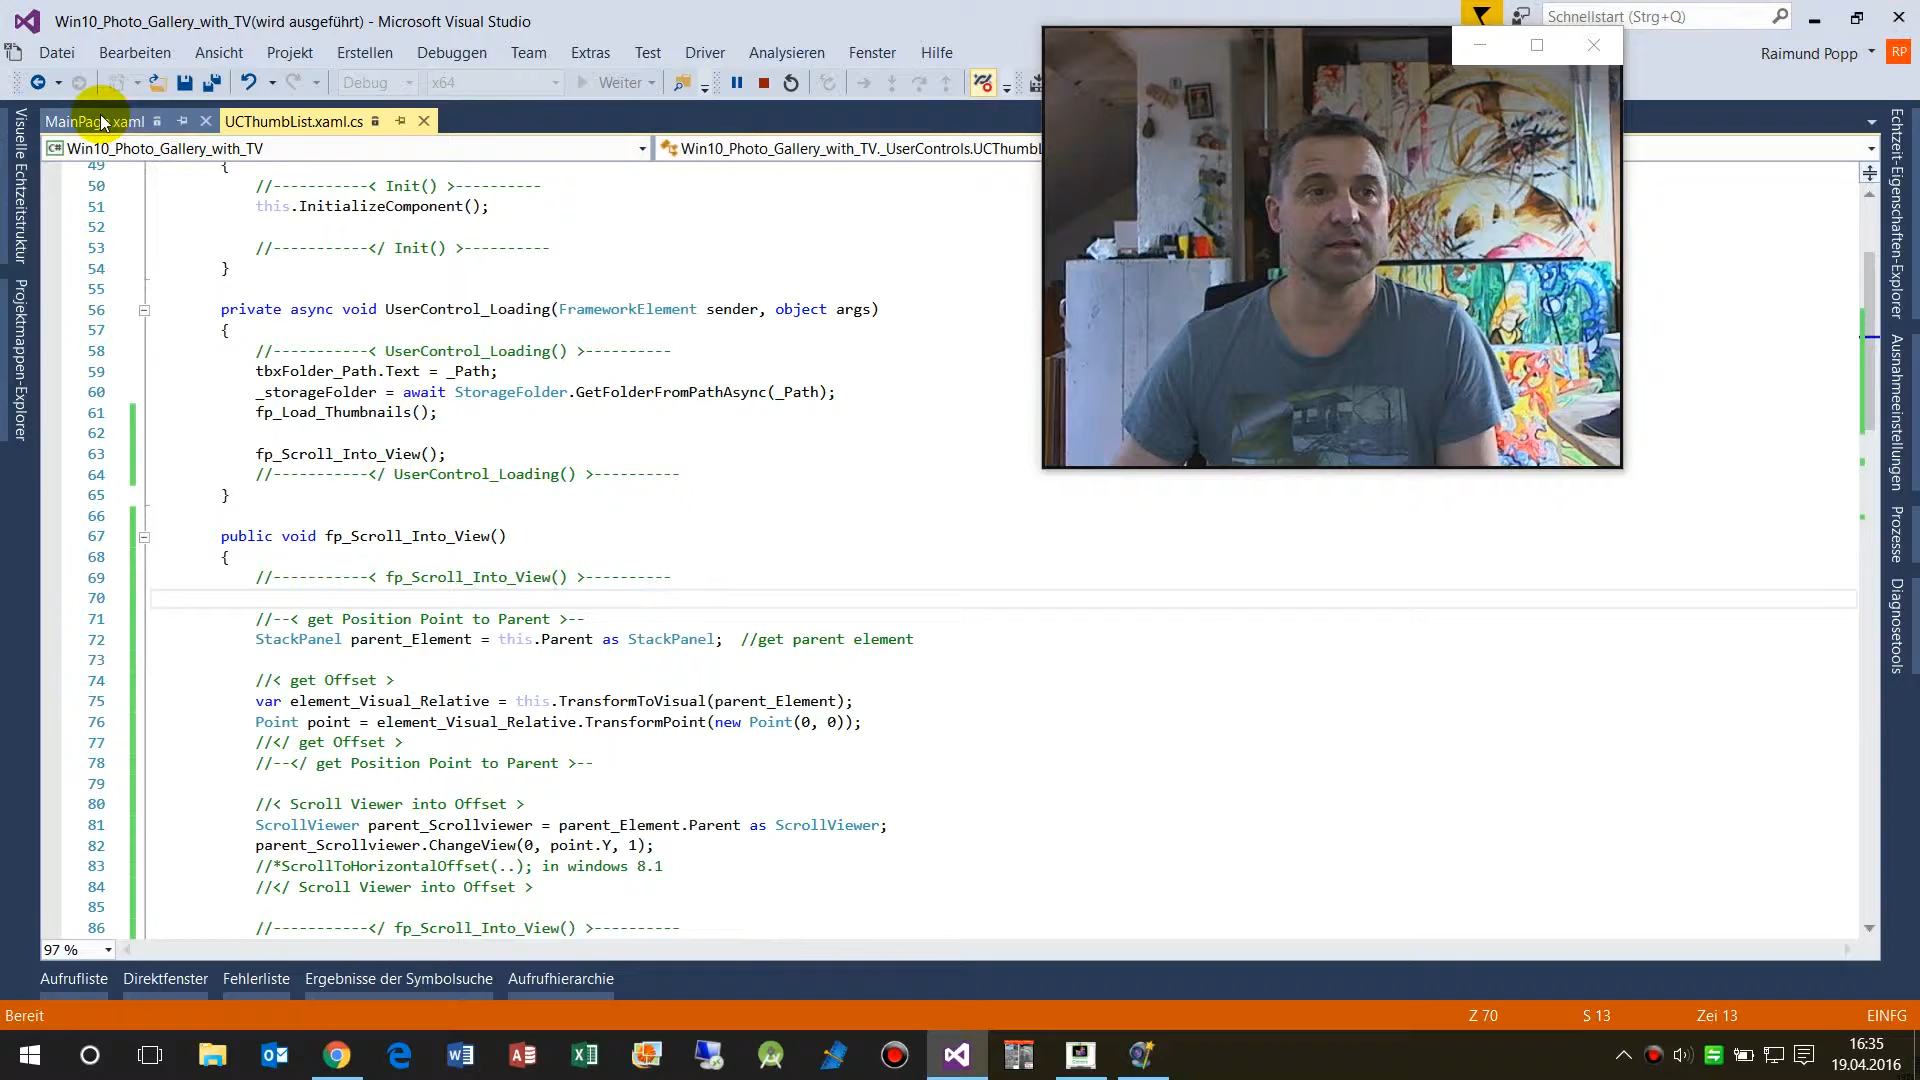 Win10_Photo_Gallery_with_TV(wird ausgeführt) - Microsoft Visual Studio
Schnellstart (Strg+Q)
Datei Bearbeiten Ansicht Projekt Erstellen Debuggen Team Extras Test Driver Analysieren Fenster Hilfe
Raimund Popp RP
Debug x64 Weiter
MainPage.xaml UCThumbList.xaml.cs
Win10_Photo_Gallery_with_TV Win10_Photo_Gallery_with_TV._UserControls.UCThumbL
Visuelle Echtzeitstruktur
Projektmappen-Explorer
49 {
50 //-----------< Init() >----------
51 this.InitializeComponent();
52
53 //-----------</ Init() >----------
54 }
55
56 private async void UserControl_Loading(FrameworkElement sender, object args)
57 {
58 //-----------< UserControl_Loading() >----------
59 tbxFolder_Path.Text = _Path;
60 _storageFolder = await StorageFolder.GetFolderFromPathAsync(_Path);
61 fp_Load_Thumbnails();
62
63 fp_Scroll_Into_View();
64 //-----------</ UserControl_Loading() >----------
65 }
66
67 public void fp_Scroll_Into_View()
68 {
69 //-----------< fp_Scroll_Into_View() >----------
70
71 //--< get Position Point to Parent >--
72 StackPanel parent_Element = this.Parent as StackPanel;  //get parent element
73
74 //< get Offset >
75 var element_Visual_Relative = this.TransformToVisual(parent_Element);
76 Point point = element_Visual_Relative.TransformPoint(new Point(0, 0));
77 //</ get Offset >
78 //--</ get Position Point to Parent >--
79
80 //< Scroll Viewer into Offset >
81 ScrollViewer parent_Scrollviewer = parent_Element.Parent as ScrollViewer;
82 parent_Scrollviewer.ChangeView(0, point.Y, 1);
83 //*ScrollToHorizontalOffset(..); in windows 8.1
84 //</ Scroll Viewer into Offset >
85
86 //-----------</ fp_Scroll_Into_View() >----------
Echtzeit-Eigenschaften-Explorer
Ausnahmeeinstellungen
Prozesse
Diagnosetools
97 %
Aufrufliste Direktfenster Fehlerliste Ergebnisse der Symbolsuche Aufrufhierarchie
Bereit Z 70 S 13 Zei 13 EINFG
16:35
19.04.2016